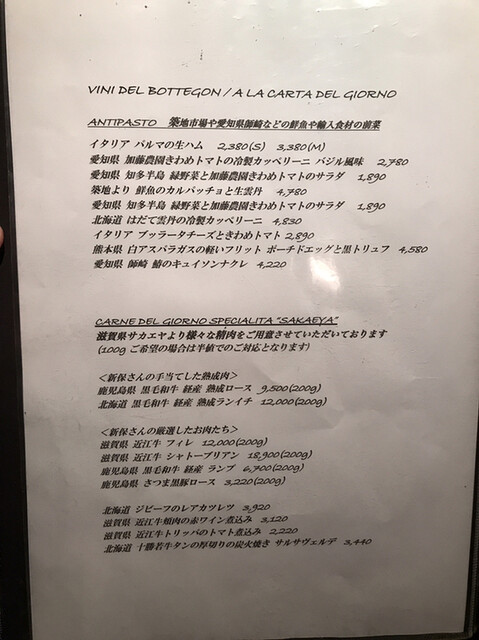 VINI DEL BOTTEGON / A LA CARTA DEL GIORNO
ANTIPASTO 築地市場や愛知県師崎などの鮮魚や輸入食材の前菜
イタリア パルマの生ハム 2,380(S) 3,380(M)
愛知県 加藤農園きわめトマトの冷製カッペリーニ バジル風味 2,780
愛知県 知多半島 緑野菜と加藤農園きわめトマトのサラダ 1,890
築地より 鮮魚のカルパッチョと生雲丹 4,780
愛知県 知多半島 緑野菜と加藤農園きわめトマトのサラダ 1,890
北海道 はだて雲丹の冷製カッペリーニ 4,830
イタリア ブッラータチーズときわめトマト 2,890
熊本県 白アスパラガスの軽いフリット ポーチドエッグと黒トリュフ 4,580
愛知県 師崎 鰆のキュイソンナクレ 4,220
CARNE DEL GIORNO SPECIALITA "SAKAEYA"
滋賀県サカエヤより様々な精肉をご用意させていただいております
(100g ご希望の場合は半値でのご対応となります)
＜新保さんの手当てした熟成肉＞
鹿児島県 黒毛和牛 経産 熟成ロース 9,500(200g)
北海道 黒毛和牛 経産 熟成ランイチ 12,000(200g)
＜新保さんの厳選したお肉たち＞
滋賀県 近江牛 フィレ 12,000(200g)
滋賀県 近江牛 シャトーブリアン 18,900(200g)
鹿児島県 黒毛和牛 経産 ランプ 6,700(200g)
鹿児島県 さつま黒豚ロース 3,220(200g)
北海道 ジビーフのレアカツレツ 3,920
滋賀県 近江牛頬肉の赤ワイン煮込み 3,120
滋賀県 近江牛トリッパのトマト煮込み 2,220
北海道 十勝若牛タンの厚切りの炭火焼き サルサヴェルデ 3,440